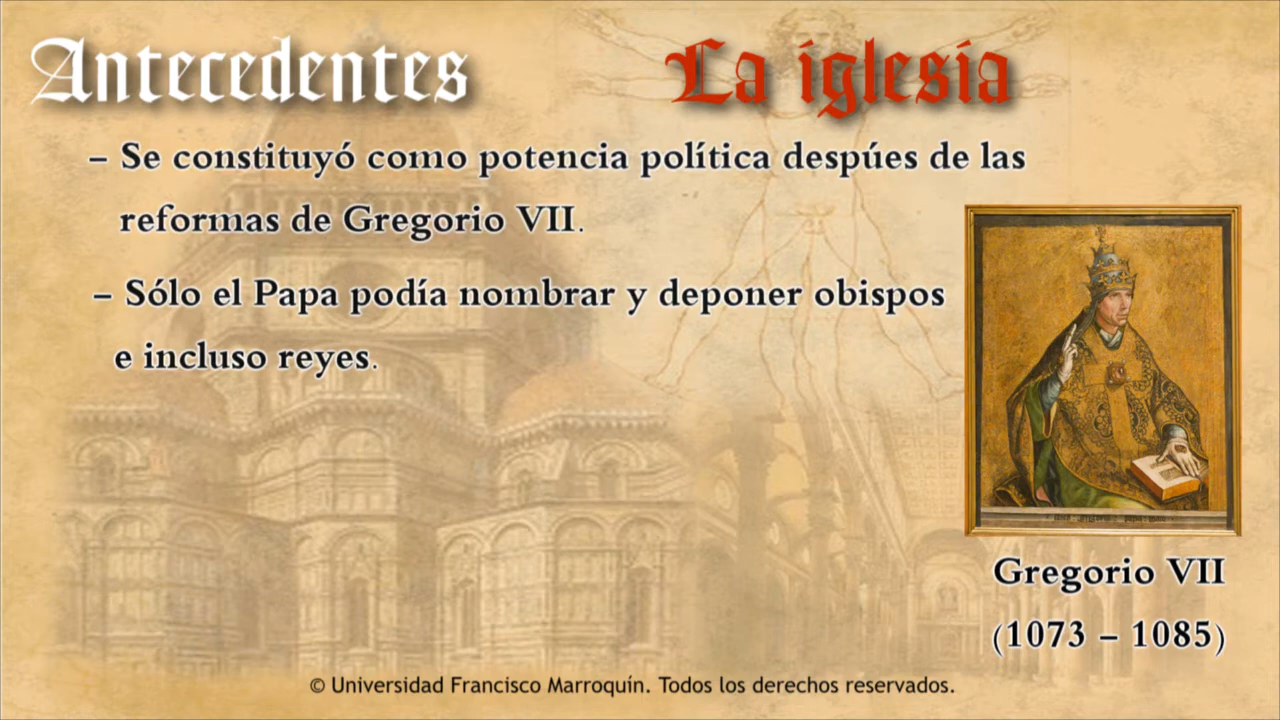 Antecedentes
La iglesia
– Se constituyó como potencia política despúes de las
reformas de Gregorio VII.
– Sólo el Papa podía nombrar y deponer obispos
e incluso reyes.
Gregorio VII
(1073 – 1085)
© Universidad Francisco Marroquín. Todos los derechos reservados.